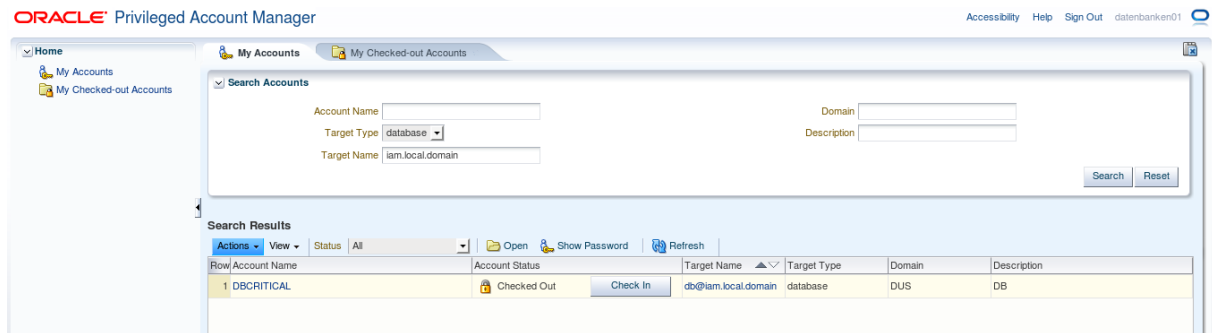 ORACLE Privileged Account Manager
Accessibility Help Sign Out datenbanken01
Home
My Accounts
My Checked-out Accounts
My Accounts My Checked-out Accounts
Search Accounts
Account Name Domain
Target Type database Description
Target Name iam.local.domain
Search Reset
Search Results
Actions View Status All Open Show Password Refresh
Row Account Name Account Status Target Name Target Type Domain Description
1 DBCRITICAL Checked Out Check In db@iam.local.domain database DUS DB